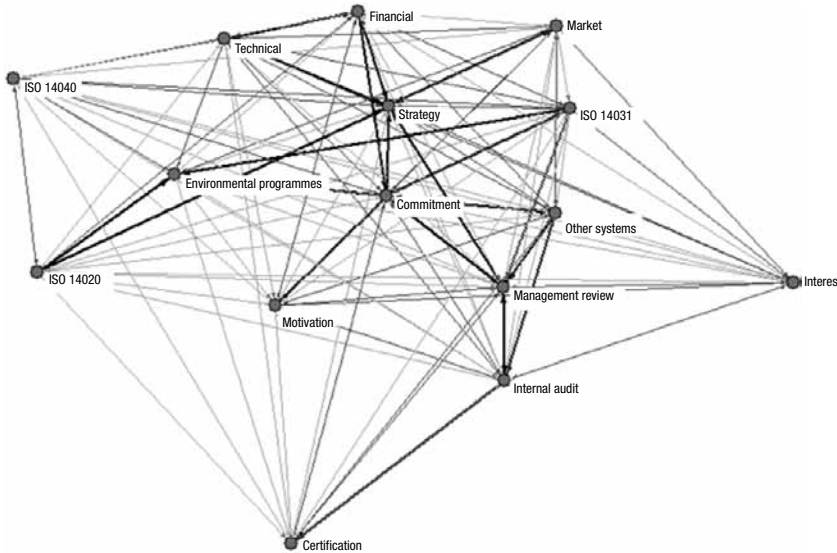 Financial
Market
Technical
ISO 14040
Strategy
ISO 14031
Environmental programmes
Commitment
Other systems
ISO 14020
Interes
Management review
Motivation
Internal audit
Certification